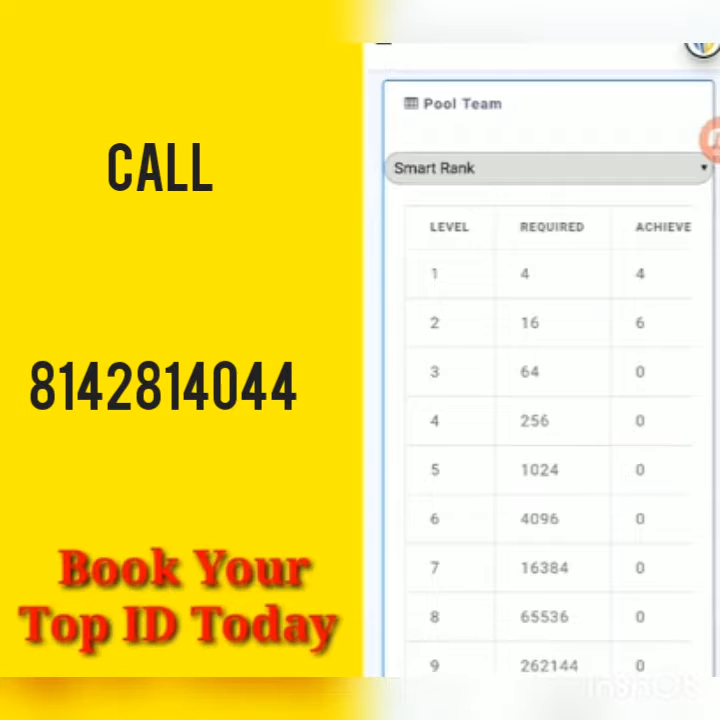 CALL
8142814044
Book Your
Top ID Today
Pool Team
Smart Rank
LEVEL REQUIRED ACHIEVE
1 4 4
2 16 6
3 64 0
4 256 0
5 1024 0
6 4096 0
7 16384 0
8 65536 0
9 262144 0
InShOt